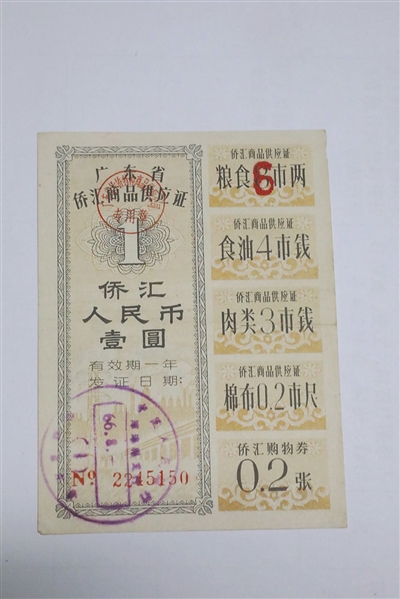 广东省
侨汇商品供应证
专用章
1
侨汇
人民币
壹圆
有效期一年
发证日期:
66.8.
(1)
No 2245150
侨汇商品供应证
粮食6市两
侨汇商品供应证
食油4市钱
侨汇商品供应证
肉类3市钱
侨汇商品供应证
棉布0.2市尺
侨汇购物券
0.2张